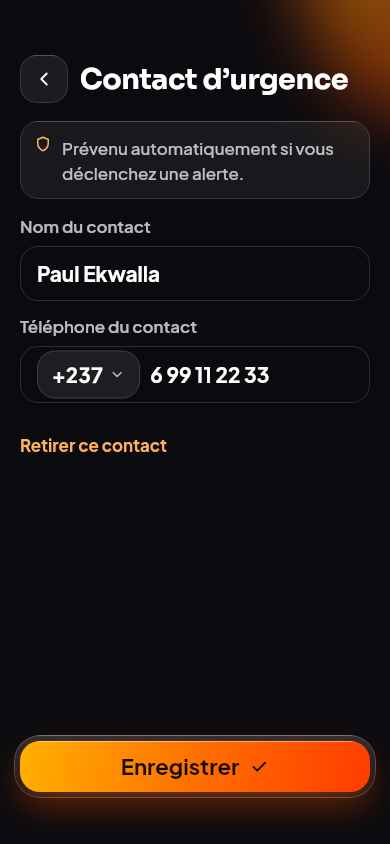 Contact d’urgence
Prévenu automatiquement si vous
déclenchez une alerte.
Nom du contact
Paul Ekwalla
Téléphone du contact
+237 6 99 11 22 33
Retirer ce contact
Enregistrer